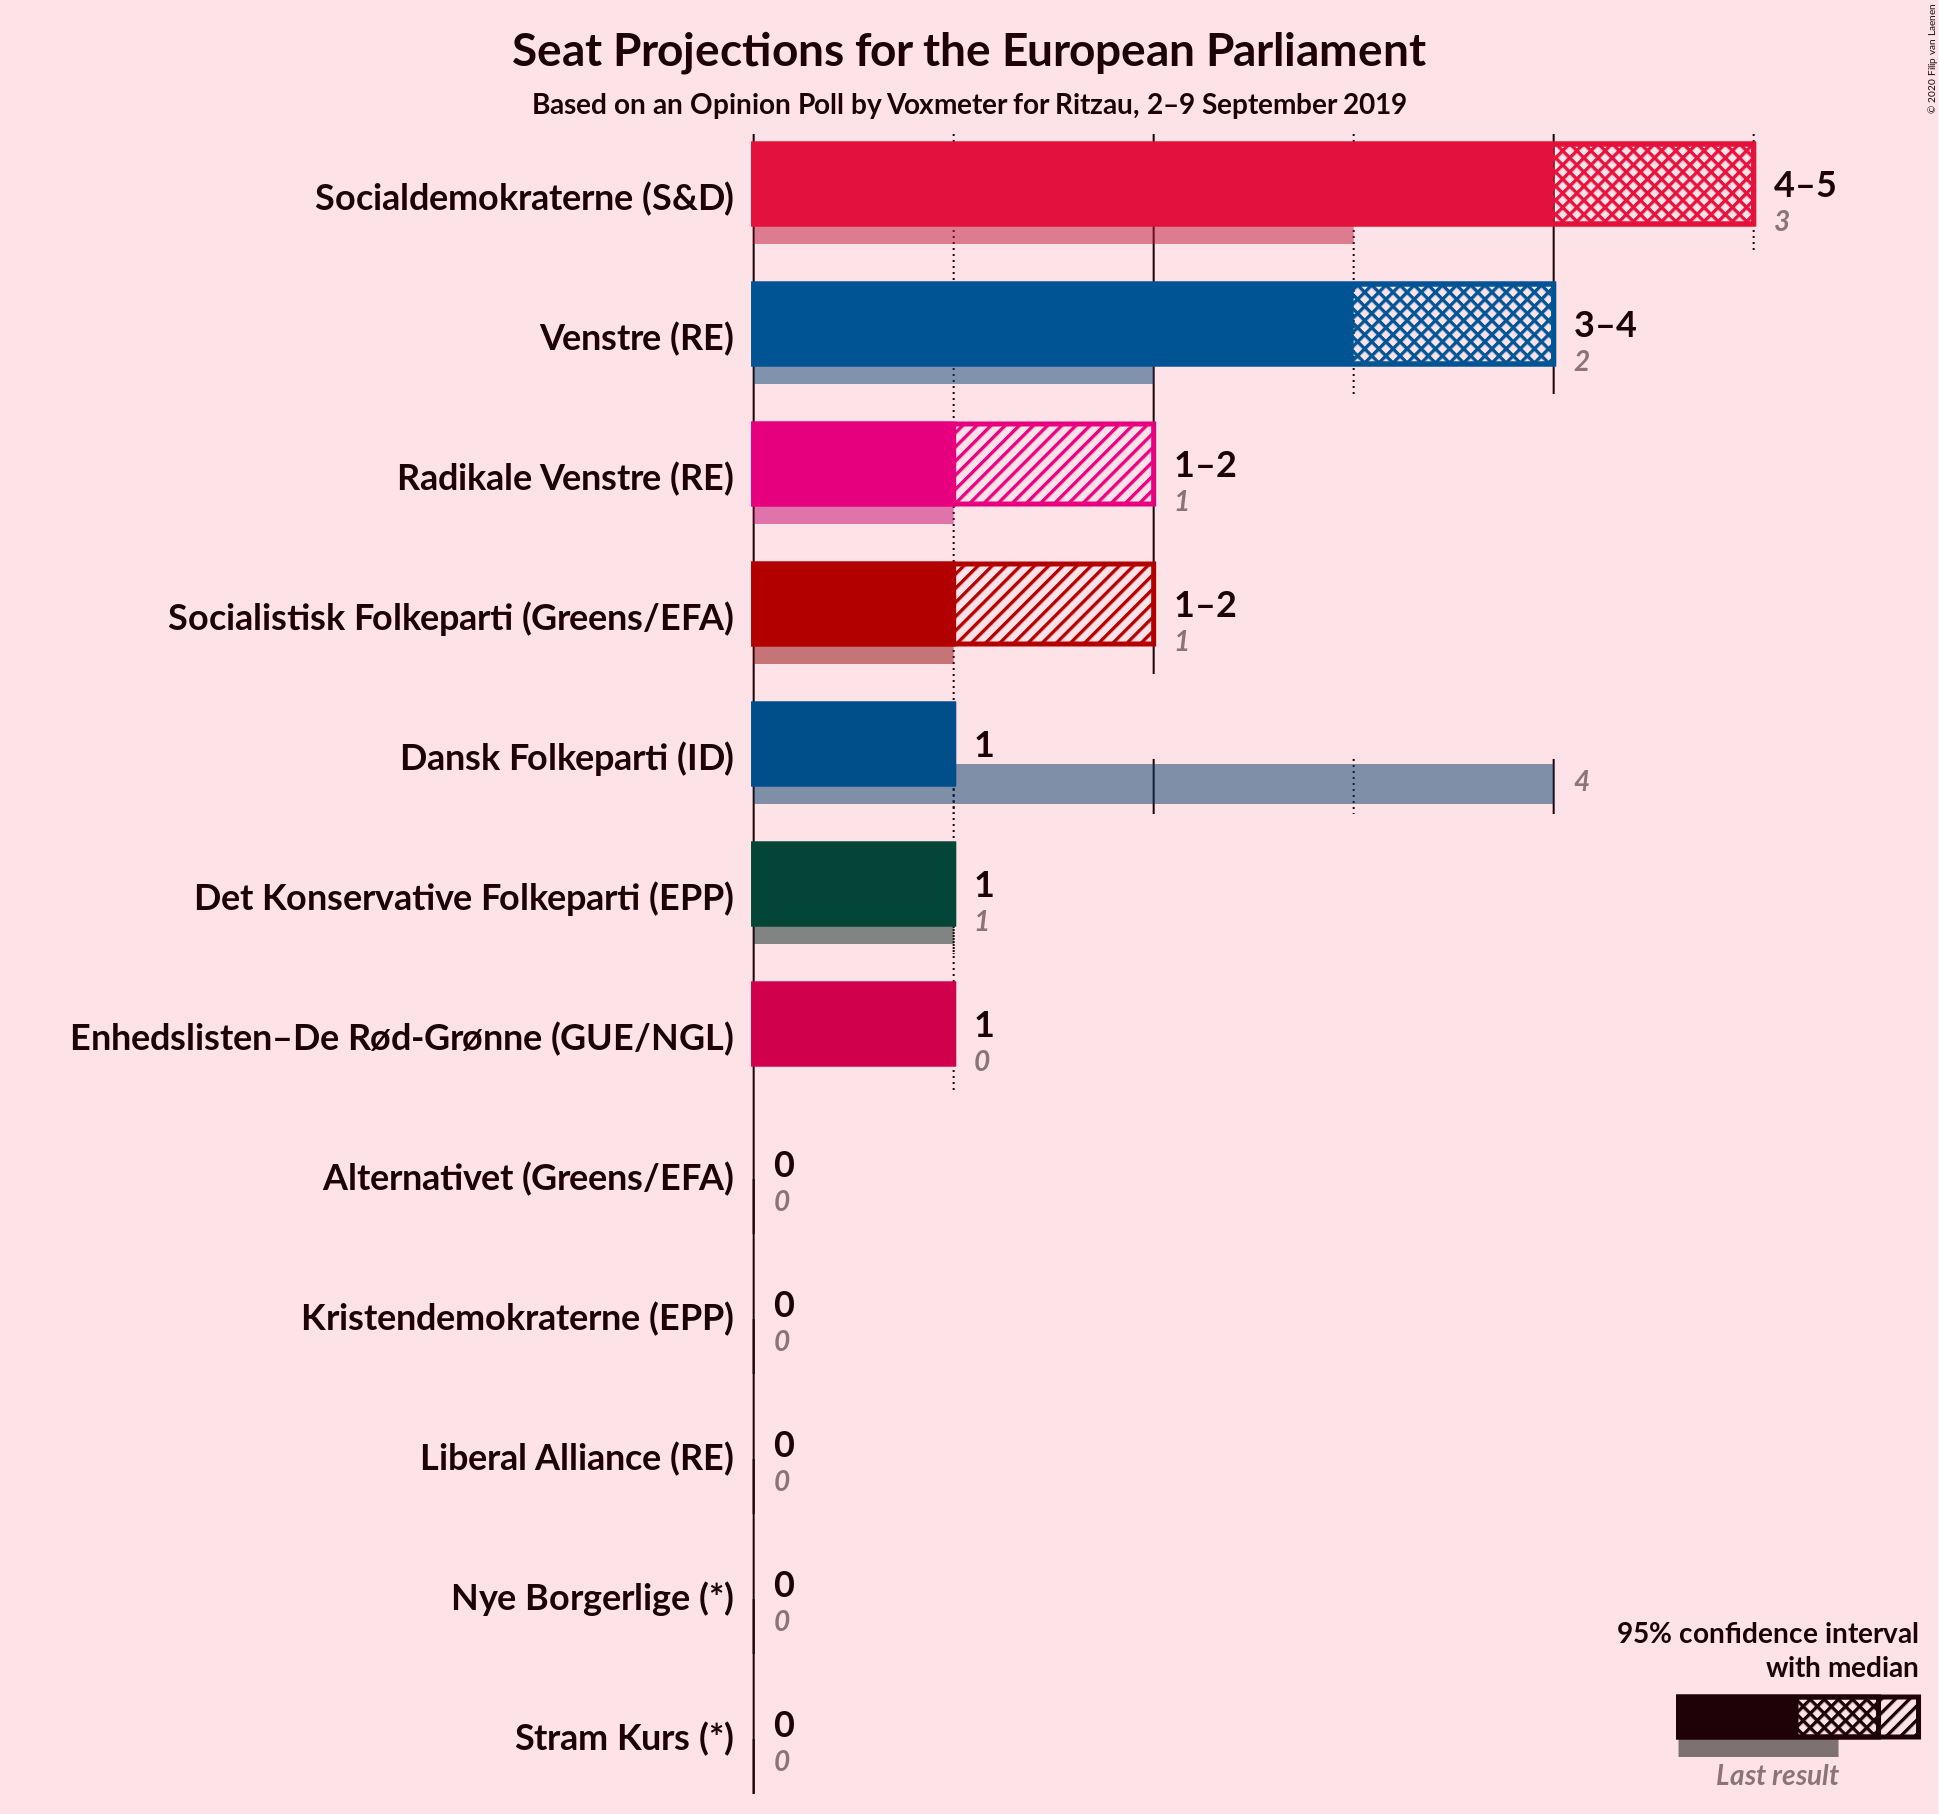 Seat Projections for the European Parliament
Based on an Opinion Poll by Voxmeter for Ritzau, 2–9 September 2019
© 2020 Filip van Laenen
Socialdemokraterne (S&D)
4–5
3
Venstre (RE)
3–4
2
Radikale Venstre (RE)
1–2
1
Socialistisk Folkeparti (Greens/EFA)
1–2
1
Dansk Folkeparti (ID)
1
4
Det Konservative Folkeparti (EPP)
1
1
Enhedslisten–De Rød-Grønne (GUE/NGL)
1
0
Alternativet (Greens/EFA)
0
0
Kristendemokraterne (EPP)
0
0
Liberal Alliance (RE)
0
0
Nye Borgerlige (*)
0
0
Stram Kurs (*)
0
0
95% confidence interval
with median
Last result